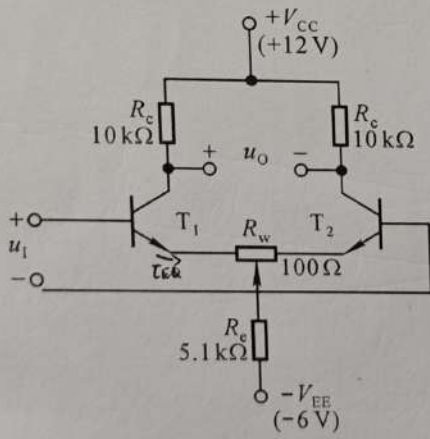 +V_CC
(+12 V)
R_c
10 kΩ
R_c
10 kΩ
+ u_O −
+
u_I
−
T_1
R_w
T_2
100 Ω
R_e
5.1 kΩ
−V_EE
(−6 V)